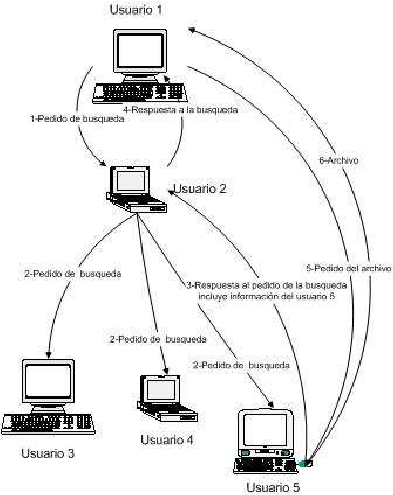 Usuario 1
4-Respuesta a la busqueda
1-Pedido de busqueda
6-Archivo
Usuario 2
5-Pedido del archivo
2-Pedido de busqueda
3-Respuesta al pedido de la busqueda
incluye información del usuario 5
2-Pedido de busqueda
2-Pedido de busqueda
Usuario 3
Usuario 4
Usuario 5